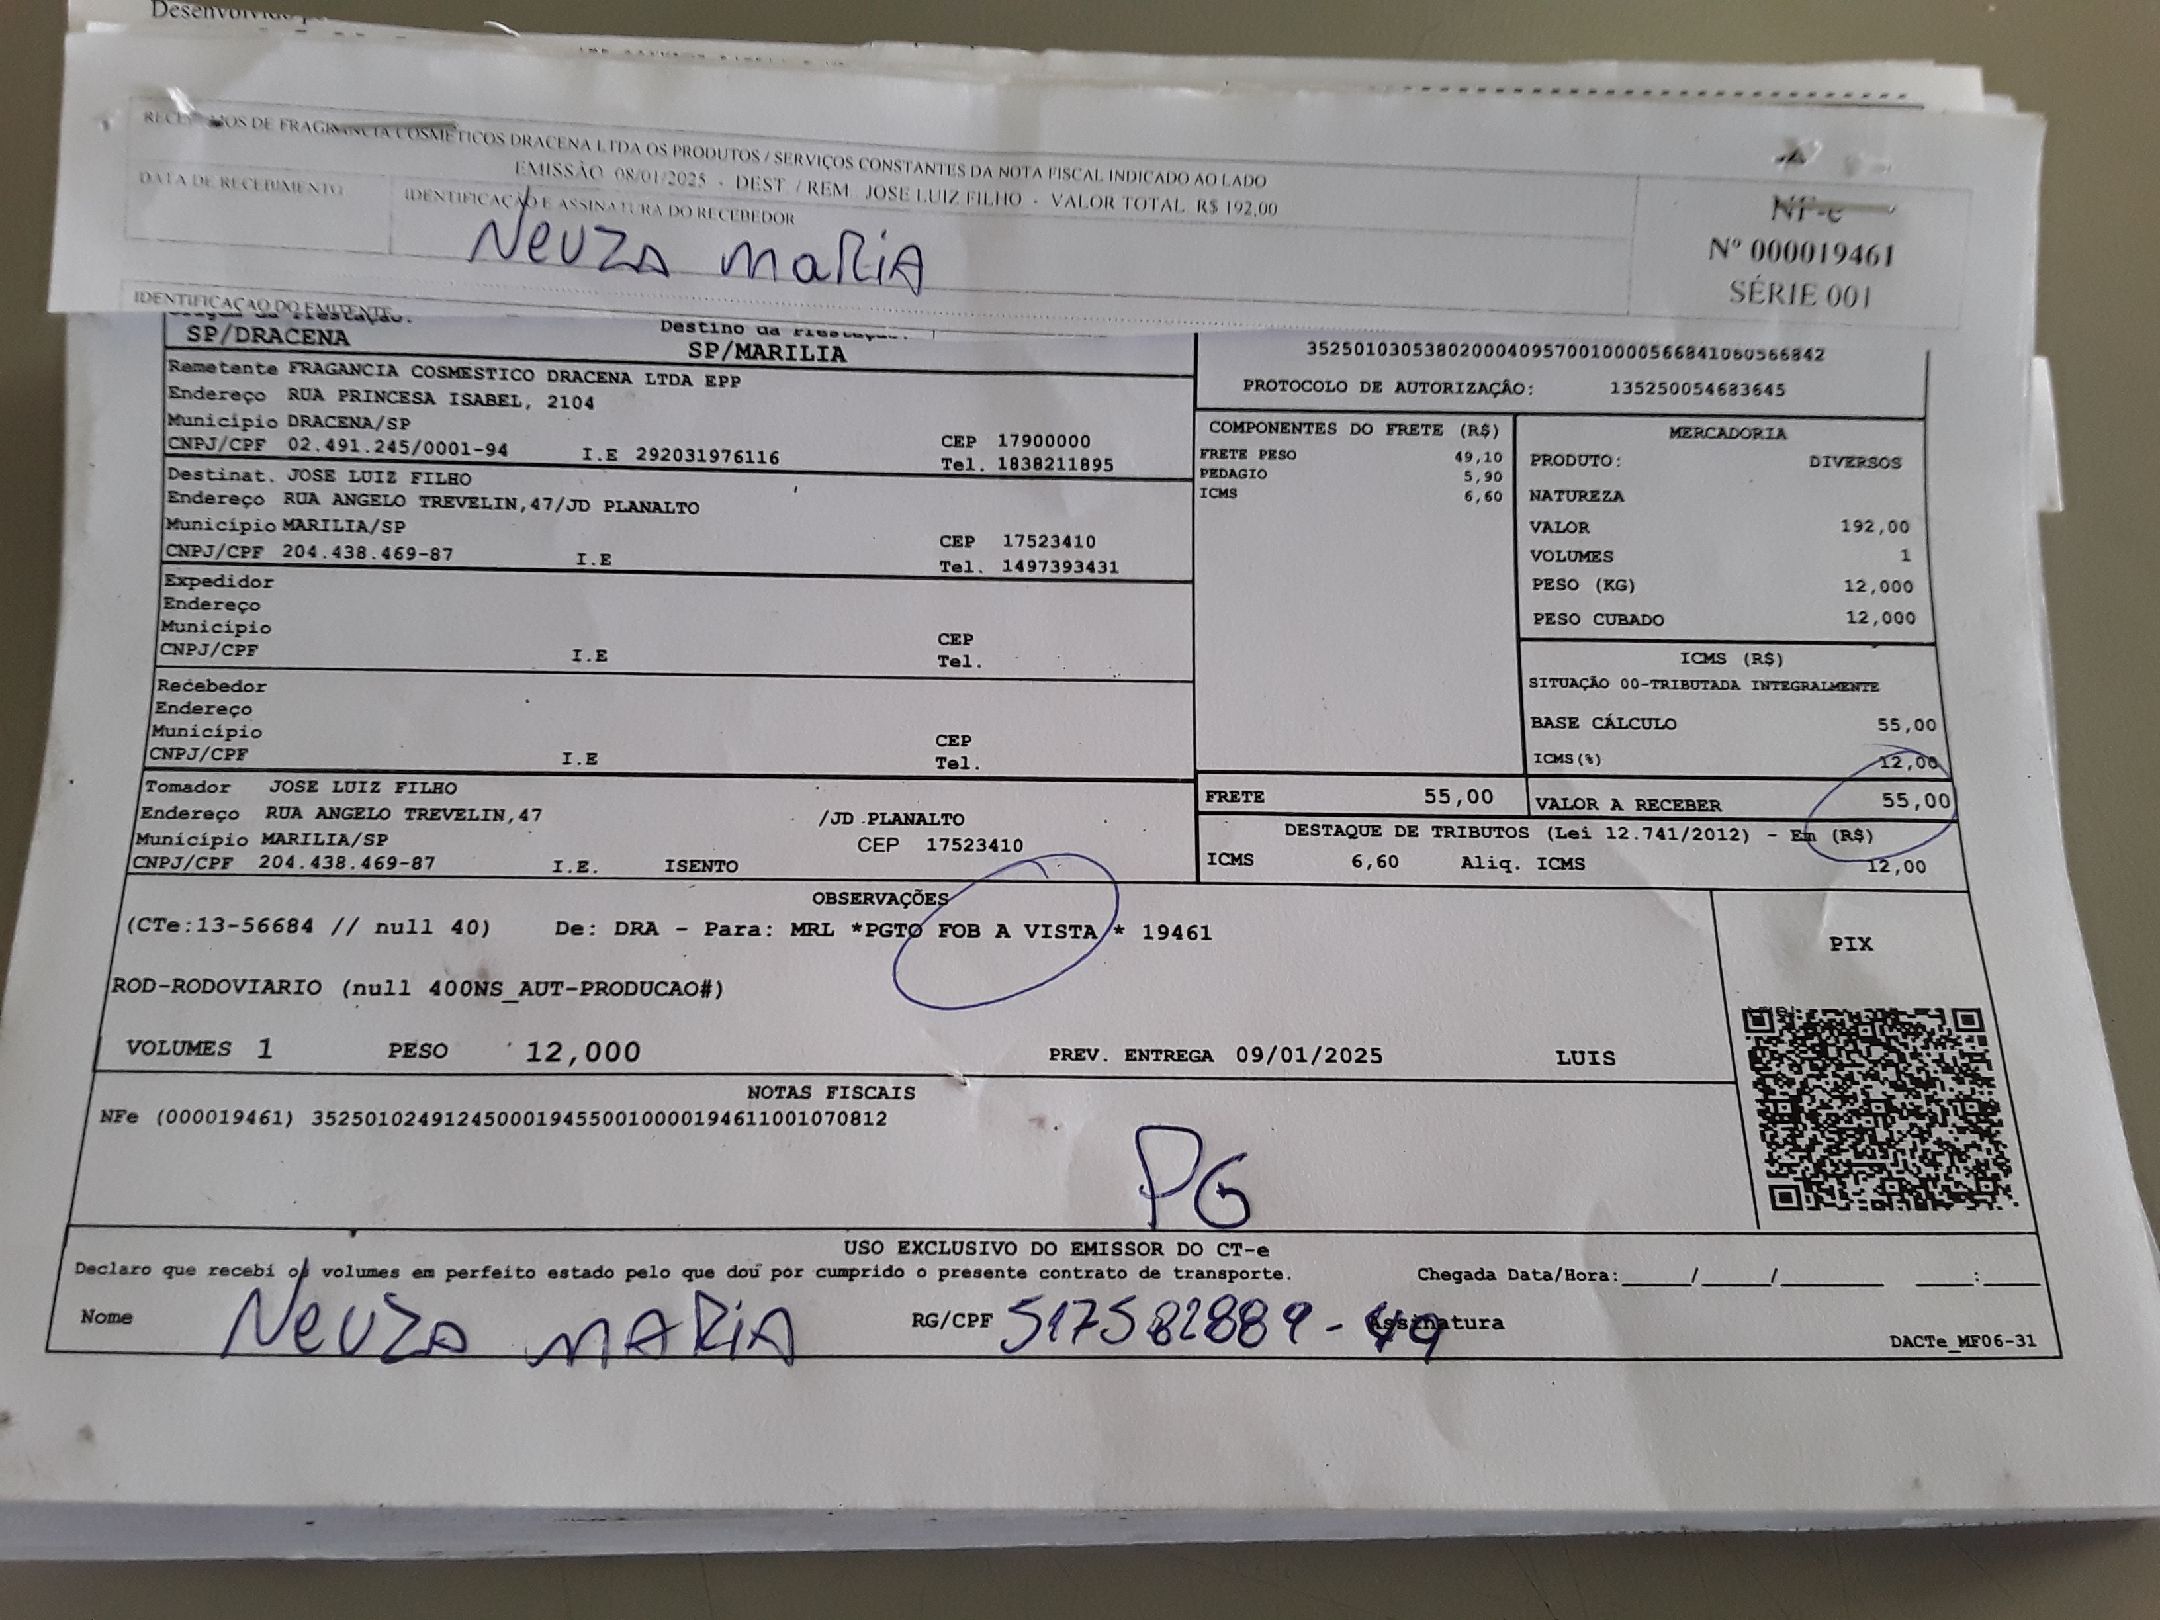 Desenvolvido
RECEBEMOS DE FRAGRANCIA COSMETICOS DRACENA LTDA OS PRODUTOS / SERVIÇOS CONSTANTES DA NOTA FISCAL INDICADO AO LADO
EMISSÃO 08/01/2025 - DEST. / REM. JOSE LUIZ FILHO - VALOR TOTAL R$ 192,00
DATA DE RECEBIMENTO
IDENTIFICAÇÃO E ASSINATURA DO RECEBEDOR
Neuza maria
NF-e
Nº 000019461
SÉRIE 001
IDENTIFICAÇÃO DO EMITENTE
Destino da Prestação.
SP/DRACENA SP/MARILIA
Remetente FRAGANCIA COSMESTICO DRACENA LTDA EPP
Endereço RUA PRINCESA ISABEL, 2104
Município DRACENA/SP CEP 17900000
CNPJ/CPF 02.491.245/0001-94 I.E 292031976116 Tel. 1838211895
Destinat. JOSE LUIZ FILHO
Endereço RUA ANGELO TREVELIN,47/JD PLANALTO
Município MARILIA/SP CEP 17523410
CNPJ/CPF 204.438.469-87 I.E Tel. 1497393431
Expedidor
Endereço
Município CEP
CNPJ/CPF I.E Tel.
Recebedor
Endereço
Município CEP
CNPJ/CPF I.E Tel.
Tomador JOSE LUIZ FILHO
Endereço RUA ANGELO TREVELIN,47 /JD PLANALTO
Município MARILIA/SP CEP 17523410
CNPJ/CPF 204.438.469-87 I.E. ISENTO
35250103053802000409570010000566841060566842
PROTOCOLO DE AUTORIZAÇÃO: 135250054683645
COMPONENTES DO FRETE (R$)
FRETE PESO 49,10
PEDAGIO 5,90
ICMS 6,60
MERCADORIA
PRODUTO: DIVERSOS
NATUREZA
VALOR 192,00
VOLUMES 1
PESO (KG) 12,000
PESO CUBADO 12,000
ICMS (R$)
SITUAÇÃO 00-TRIBUTADA INTEGRALMENTE
BASE CÁLCULO 55,00
ICMS(%) 12,00
FRETE 55,00 VALOR A RECEBER 55,00
DESTAQUE DE TRIBUTOS (Lei 12.741/2012) - Em (R$)
ICMS 6,60 Aliq. ICMS 12,00
OBSERVAÇÕES
(CTe:13-56684 // null 40) De: DRA - Para: MRL *PGTO FOB A VISTA * 19461
PIX
ROD-RODOVIARIO (null 400NS_AUT-PRODUCAO#)
VOLUMES 1 PESO 12,000 PREV. ENTREGA 09/01/2025 LUIS
NOTAS FISCAIS
NFe (000019461) 35250102491245000194550010000194611001070812
PG
USO EXCLUSIVO DO EMISSOR DO CT-e
Declaro que recebi os volumes em perfeito estado pelo que dou por cumprido o presente contrato de transporte. Chegada Data/Hora:_____/_____/________ _____:_____
Nome Neuza maria RG/CPF 517582889-49 Assinatura
DACTe_MF06-31